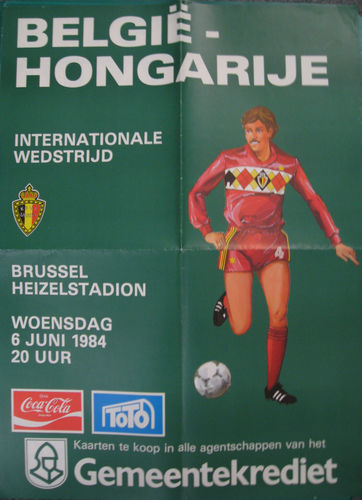 BELGIË -
HONGARIJE
INTERNATIONALE
WEDSTRIJD
BRUSSEL
HEIZELSTADION
WOENSDAG
6 JUNI 1984
20 UUR
4
Coca-Cola
TOTO
Kaarten te koop in alle agentschappen van het
Gemeentekrediet